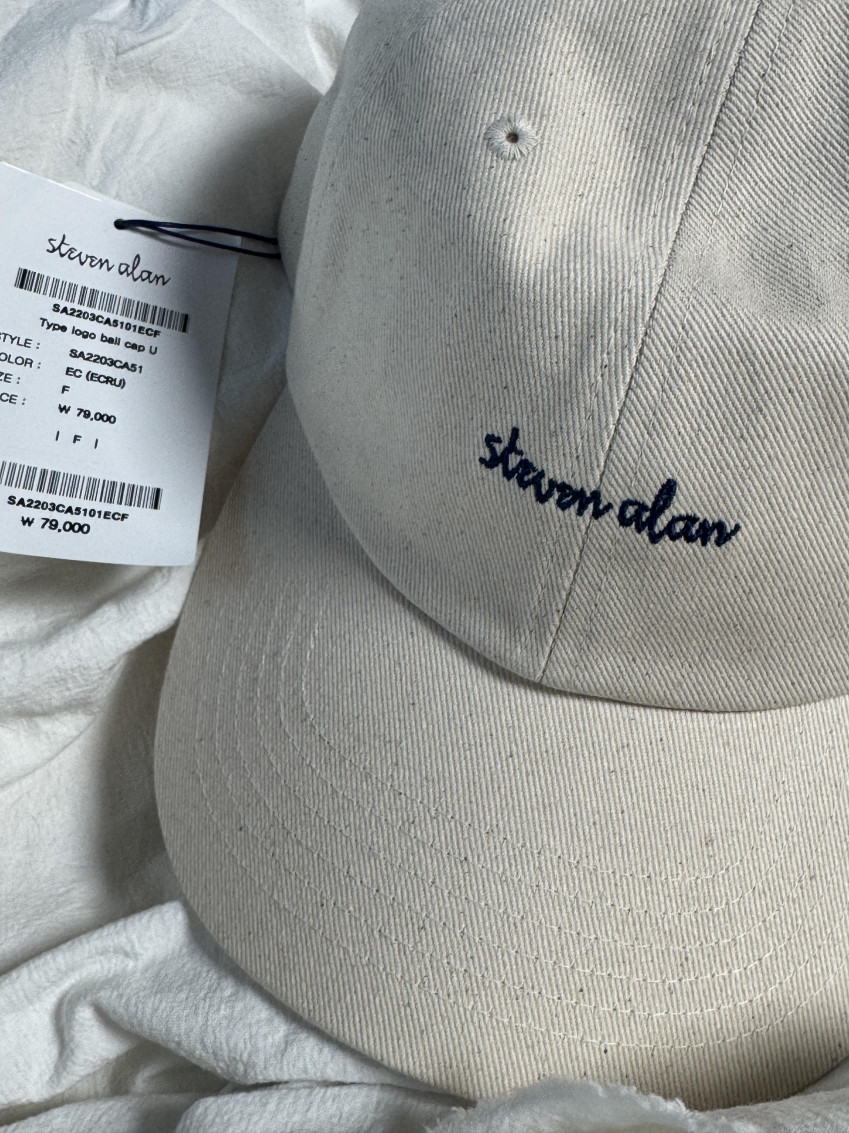 steven alan
SA2203CA5101ECF
Type logo ball cap U
STYLE : SA2203CA51
OLOR : EC (ECRU)
ZE : F
CE : ₩ 79,000
| F |
SA2203CA5101ECF
₩ 79,000
steven alan